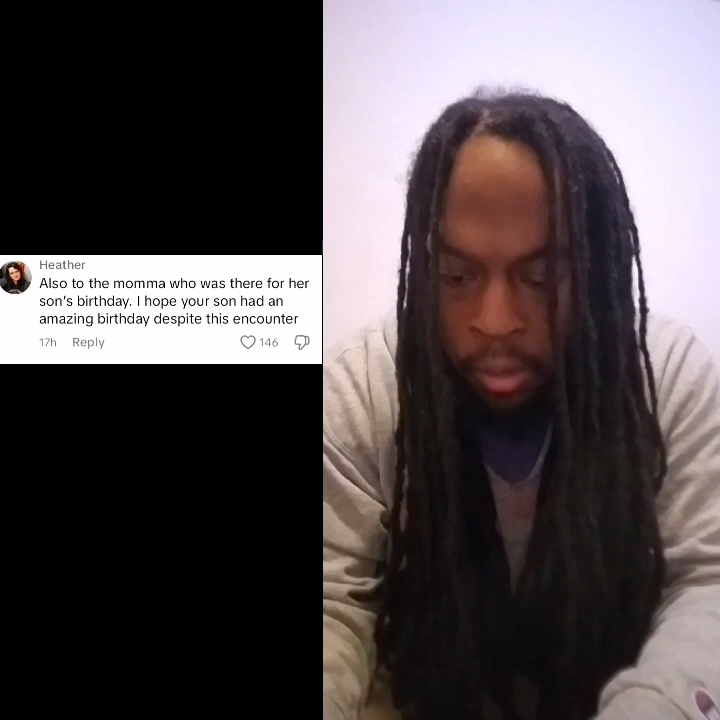 Heather
Also to the momma who was there for her
son's birthday. I hope your son had an
amazing birthday despite this encounter
17h Reply 146